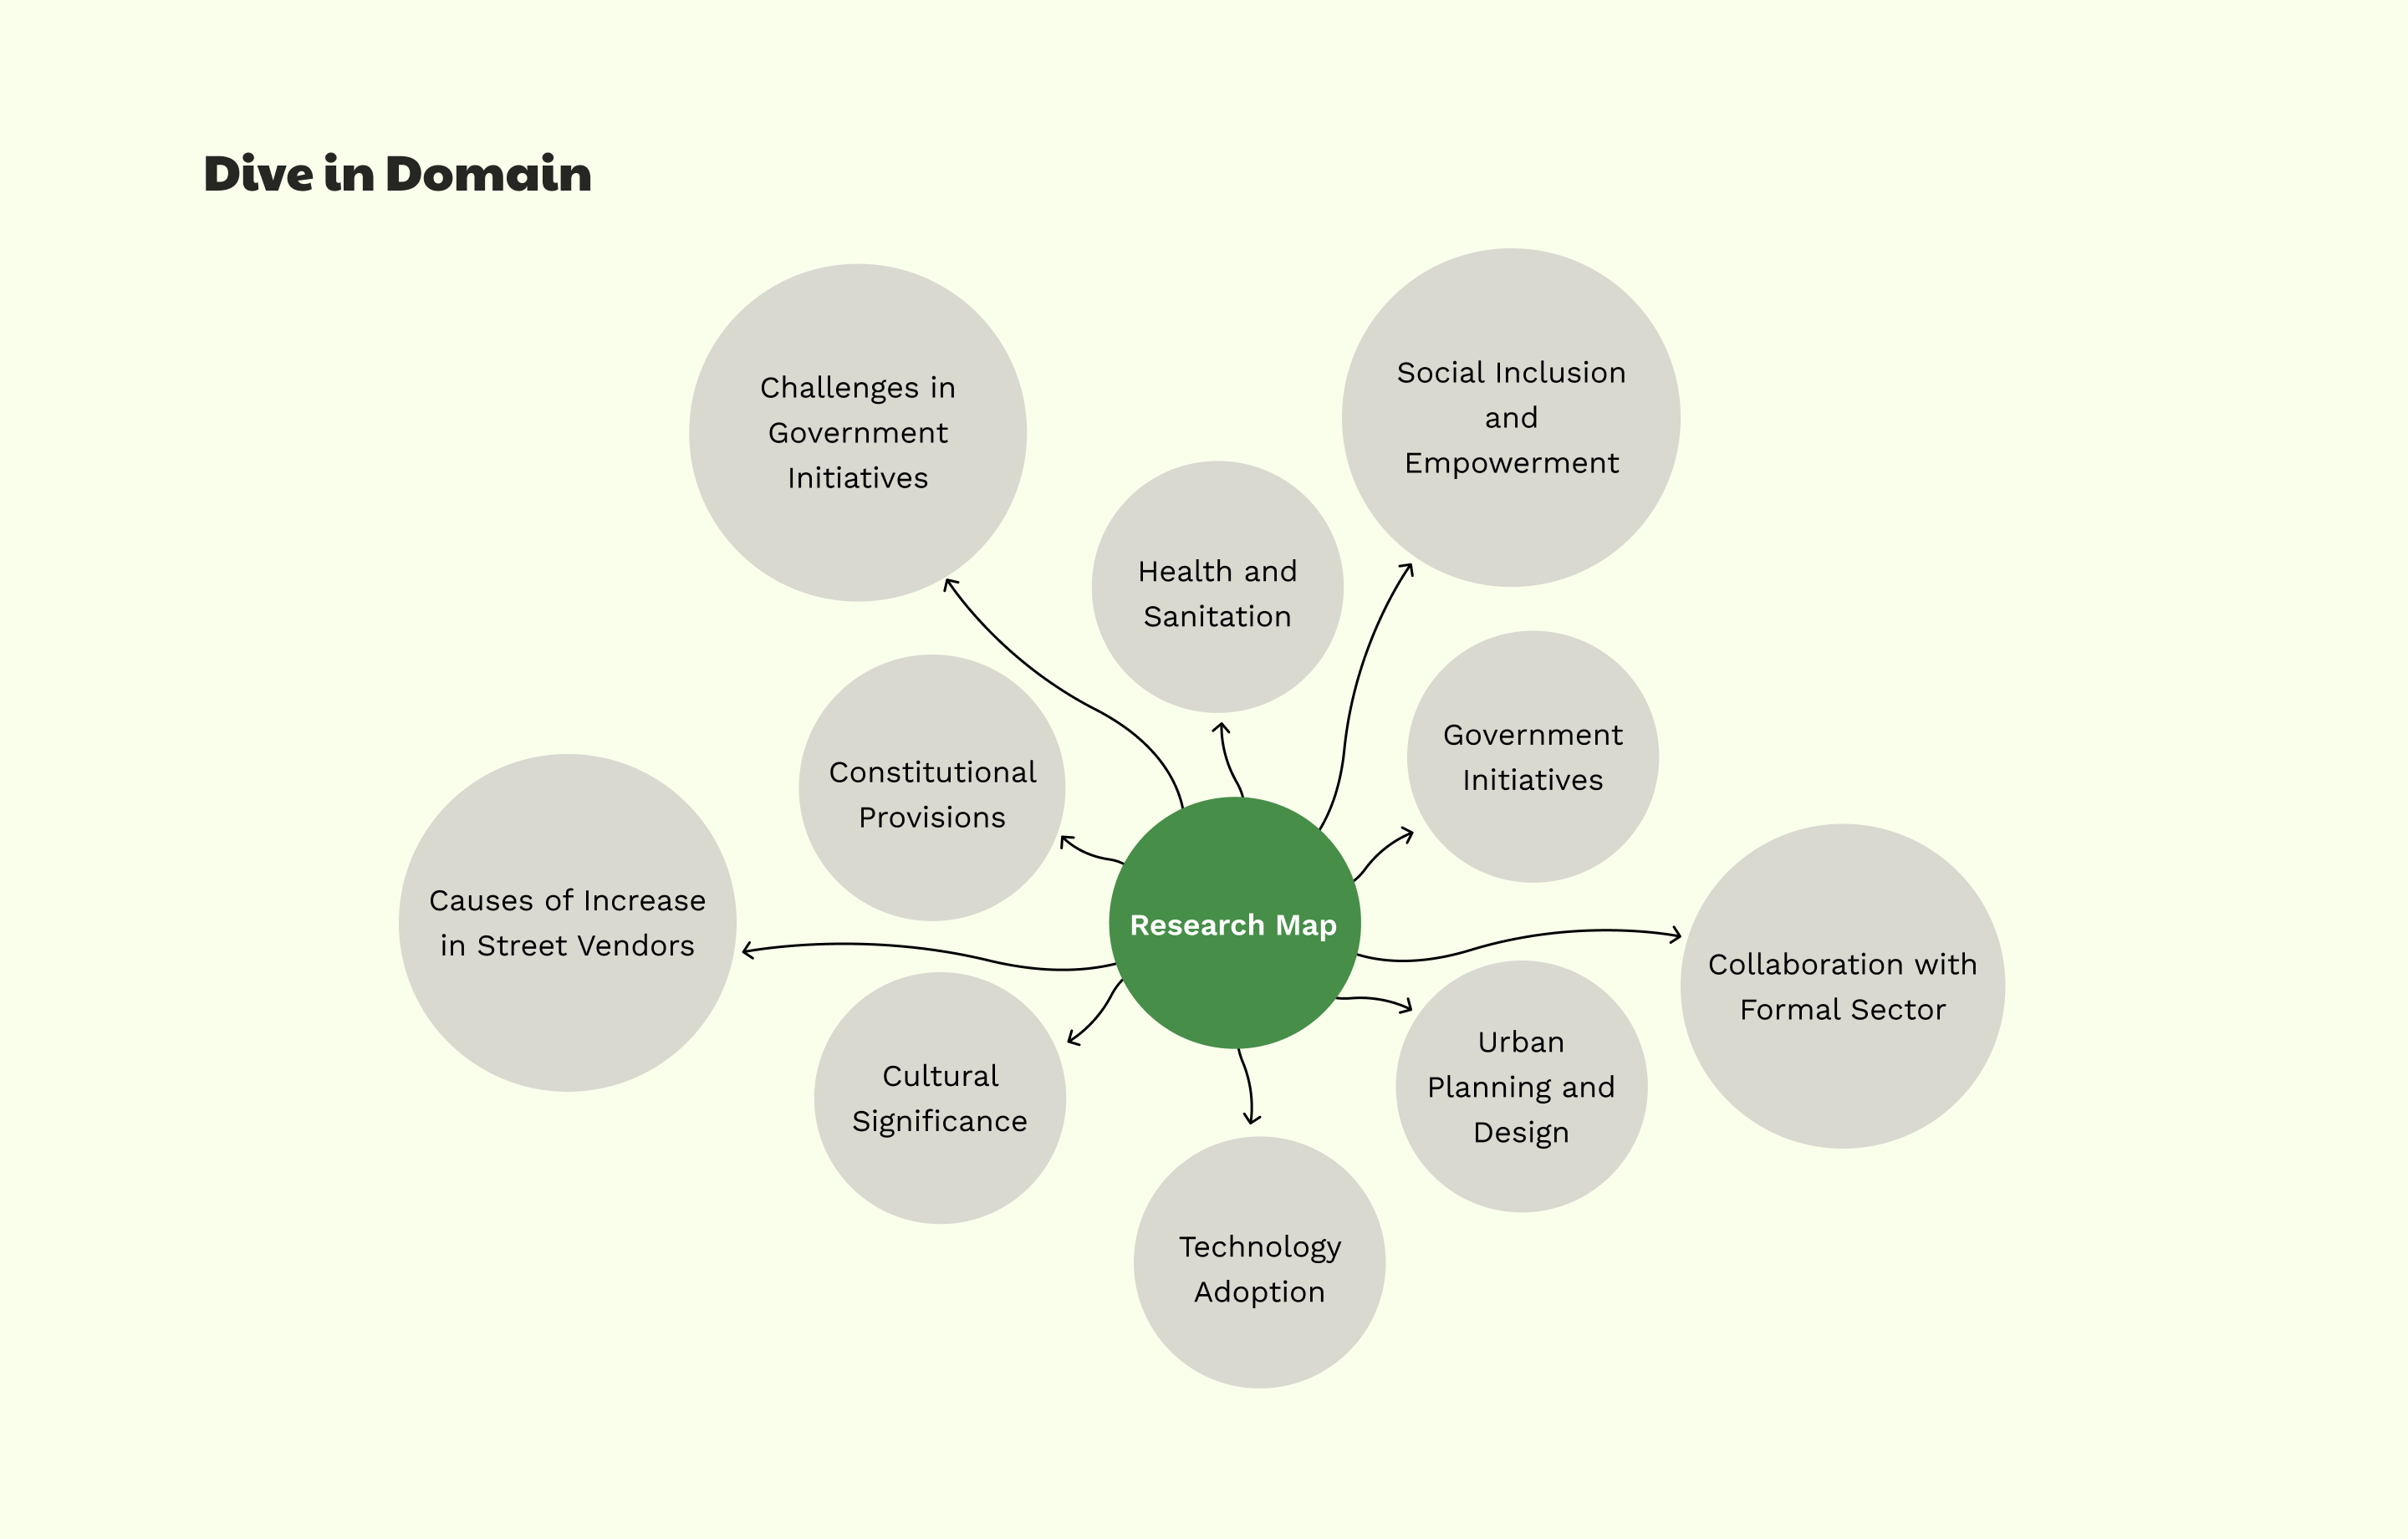 Dive in Domain
Challenges in
Government
Initiatives
Social Inclusion
and
Empowerment
Health and
Sanitation
Government
Initiatives
Constitutional
Provisions
Causes of Increase
in Street Vendors
Research Map
Collaboration with
Formal Sector
Cultural
Significance
Urban
Planning and
Design
Technology
Adoption